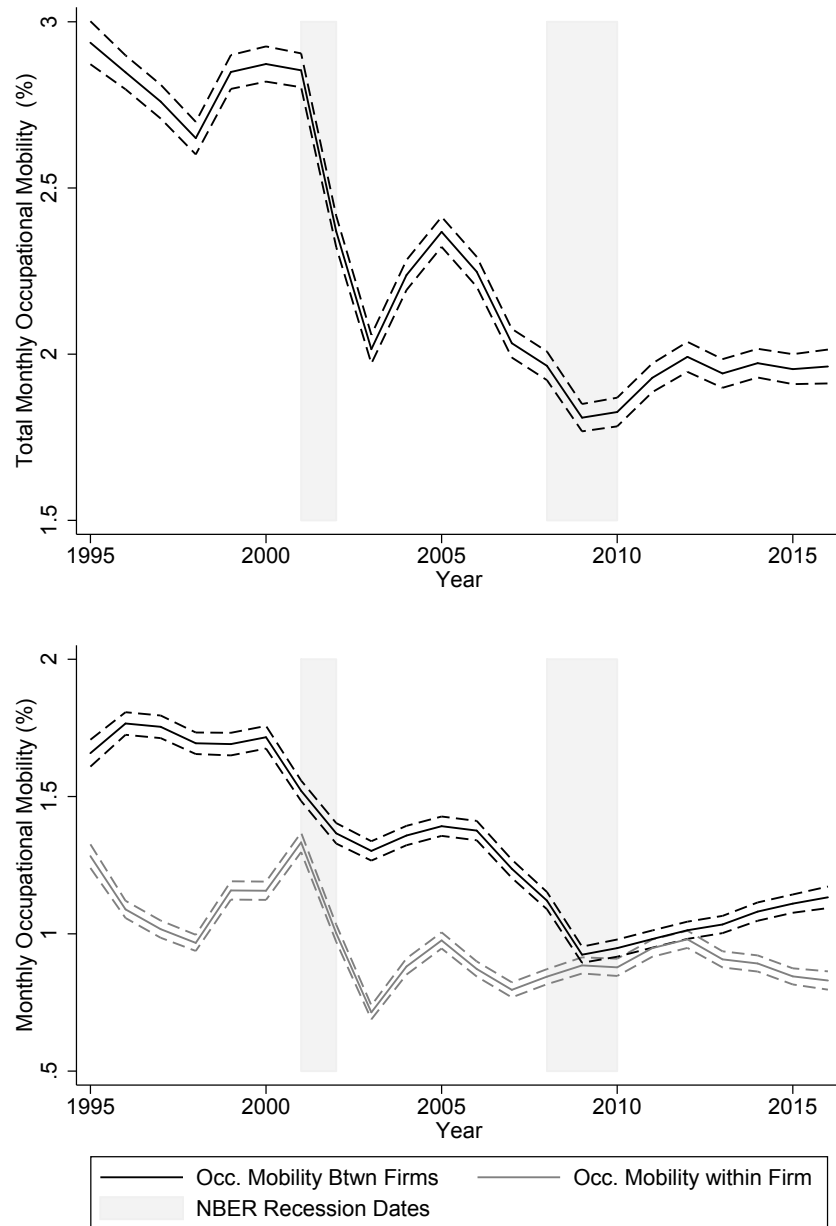 Total Monthly Occupational Mobility (%)
3
2.5
2
1.5
1995 2000 2005 2010 2015
Year
Monthly Occupational Mobility (%)
2
1.5
1
.5
1995 2000 2005 2010 2015
Year
Occ. Mobility Btwn Firms Occ. Mobility within Firm
NBER Recession Dates